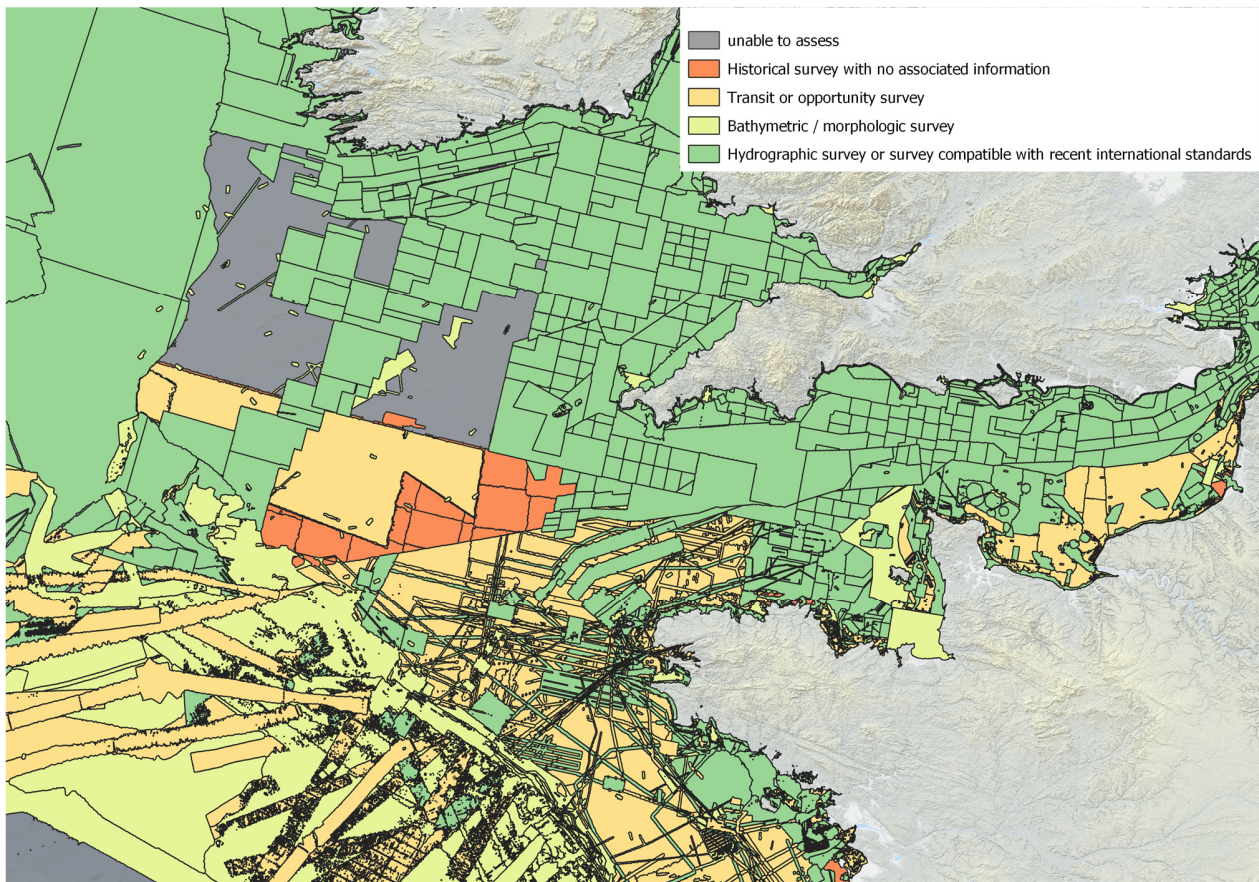 unable to assess
Historical survey with no associated information
Transit or opportunity survey
Bathymetric / morphologic survey
Hydrographic survey or survey compatible with recent international standards